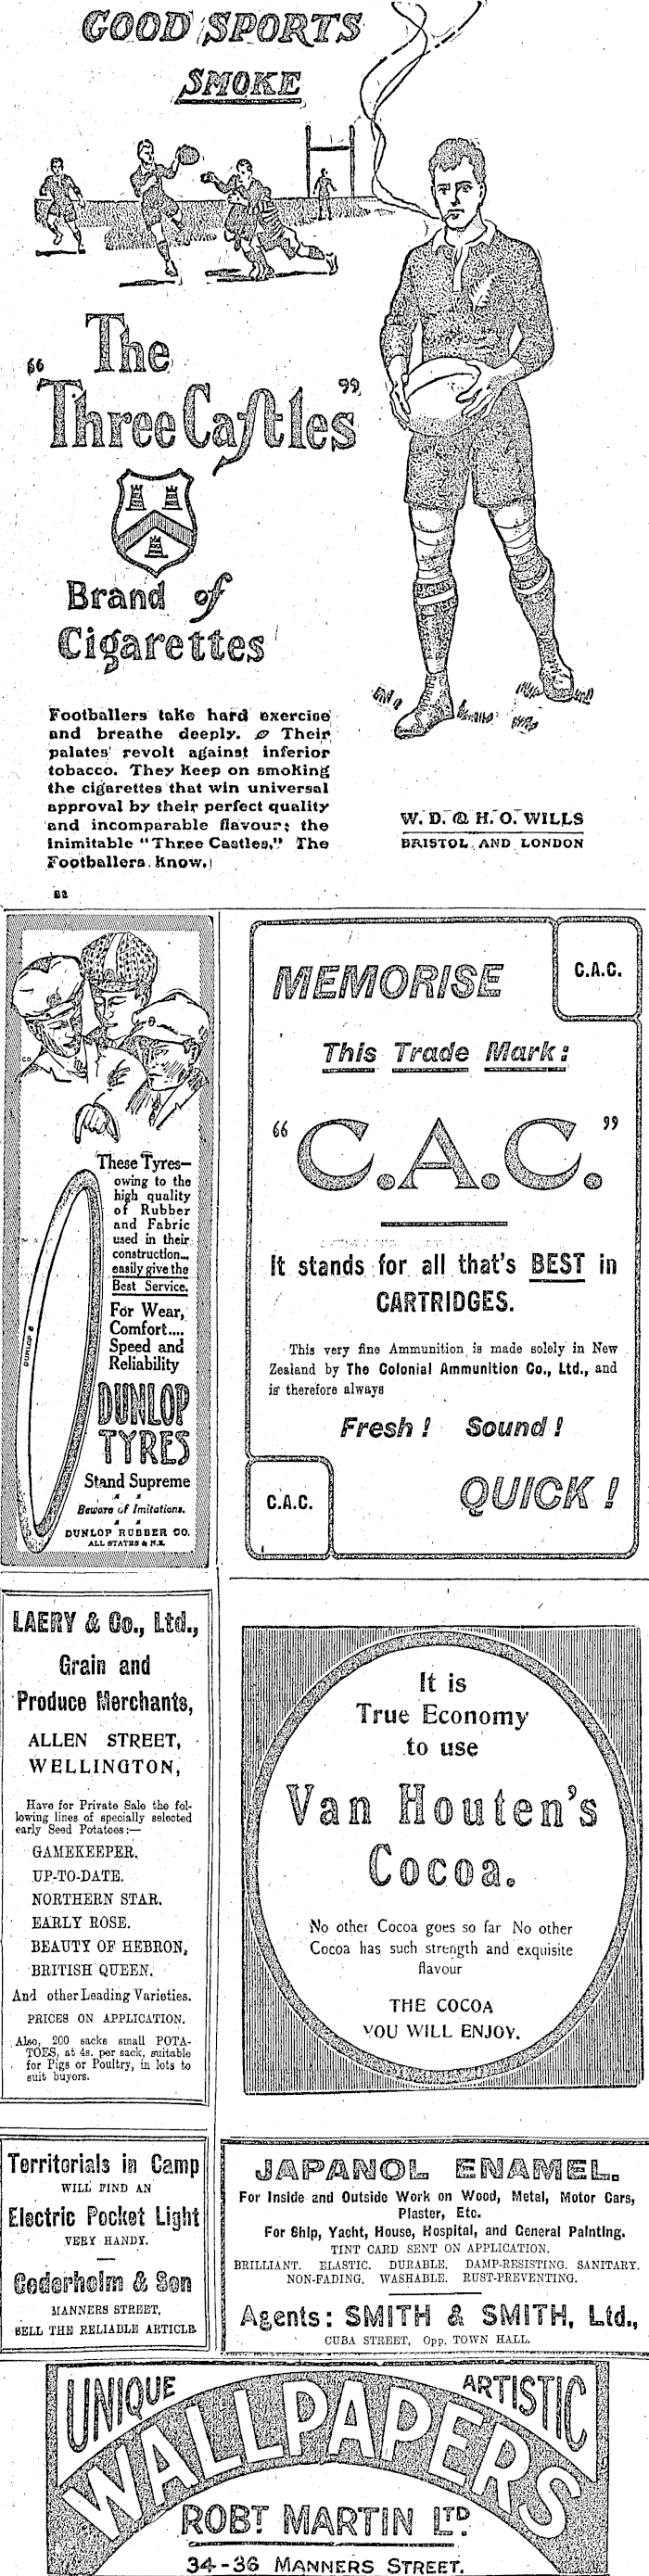 GOOD SPORTS
SMOKE
The
"Three Castles"
Brand of
Cigarettes
Footballers take hard exercise
and breathe deeply. Their
palates revolt against inferior
tobacco. They keep on smoking
the cigarettes that win universal
approval by their perfect quality
and incomparable flavour; the
inimitable "Three Castles." The
Footballers know.
W. D. & H. O. WILLS
BRISTOL AND LONDON
These Tyres—
owing to the
high quality
of Rubber
and Fabric
used in their
construction...
easily give the
Best Service.
For Wear,
Comfort....
Speed and
Reliability
DUNLOP
TYRES
Stand Supreme
Beware of Imitations.
DUNLOP RUBBER CO.
ALL STATES & N.Z.
DUNLOP
C.A.C.
MEMORISE
This Trade Mark:
"C.A.C."
It stands for all that's BEST in
CARTRIDGES.
This very fine Ammunition is made solely in New
Zealand by The Colonial Ammunition Co., Ltd., and
is therefore always
Fresh! Sound!
QUICK!
C.A.C.
LAERY & Co., Ltd.,
Grain and
Produce Merchants,
ALLEN STREET,
WELLINGTON,
Have for Private Sale the fol-
lowing lines of specially selected
early Seed Potatoes:—
GAMEKEEPER.
UP-TO-DATE.
NORTHERN STAR.
EARLY ROSE.
BEAUTY OF HEBRON,
BRITISH QUEEN.
And other Leading Varieties.
PRICES ON APPLICATION.
Also, 200 sacks small POTA-
TOES, at 4s. per sack, suitable
for Pigs or Poultry, in lots to
suit buyers.
It is
True Economy
to use
Van Houten's
Cocoa.
No other Cocoa goes so far No other
Cocoa has such strength and exquisite
flavour
THE COCOA
YOU WILL ENJOY.
Territorials in Camp
WILL FIND AN
Electric Pocket Light
VERY HANDY.
Cederholm & Son
MANNERS STREET,
SELL THE RELIABLE ARTICLE.
JAPANOL ENAMEL.
For Inside and Outside Work on Wood, Metal, Motor Cars,
Plaster, Etc.
For Ship, Yacht, House, Hospital, and General Painting.
TINT CARD SENT ON APPLICATION.
BRILLIANT. ELASTIC. DURABLE. DAMP-RESISTING. SANITARY.
NON-FADING. WASHABLE. RUST-PREVENTING.
Agents: SMITH & SMITH, Ltd.,
CUBA STREET, Opp. TOWN HALL.
UNIQUE ARTISTIC
WALLPAPERS
ROBT MARTIN LTD.
34--36 MANNERS STREET.